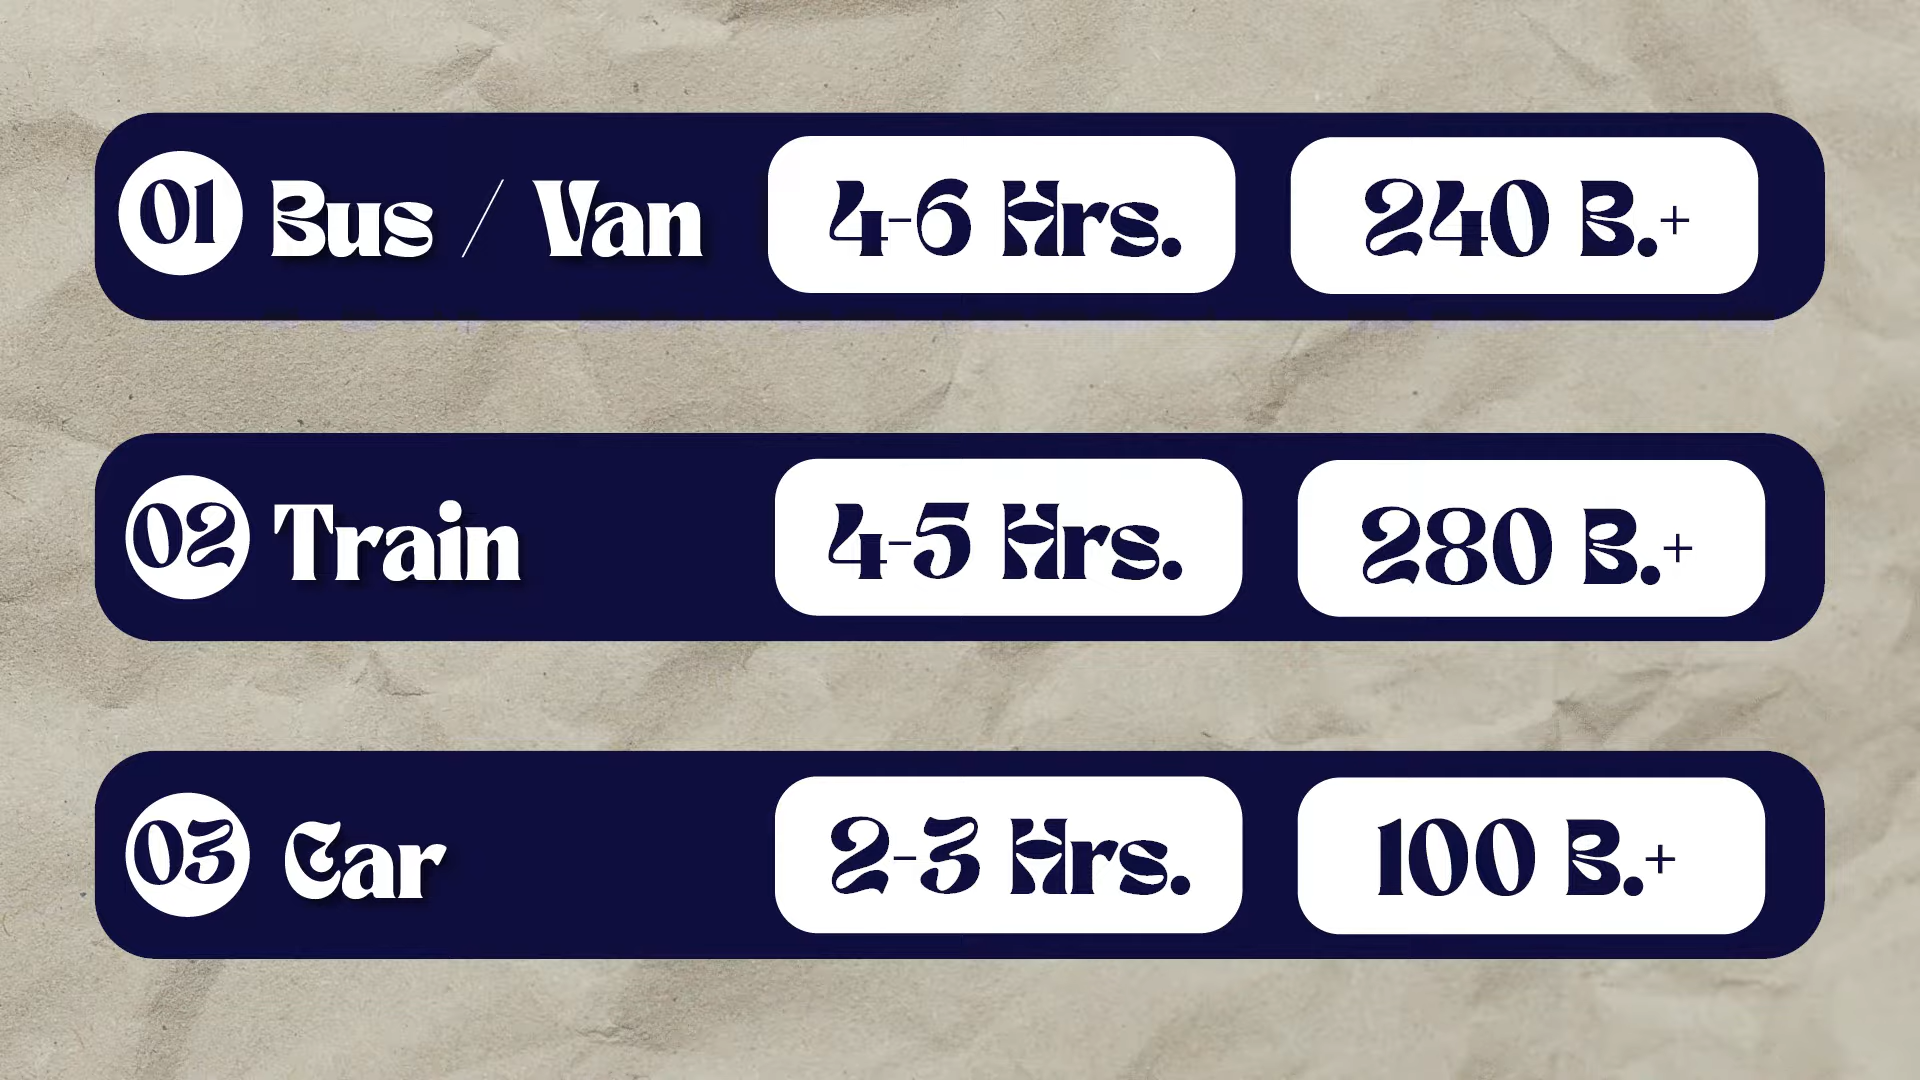 01 Bus / Van 4-6 Hrs. 240 B.+
02 Train 4-5 Hrs. 280 B.+
03 Car 2-3 Hrs. 100 B.+